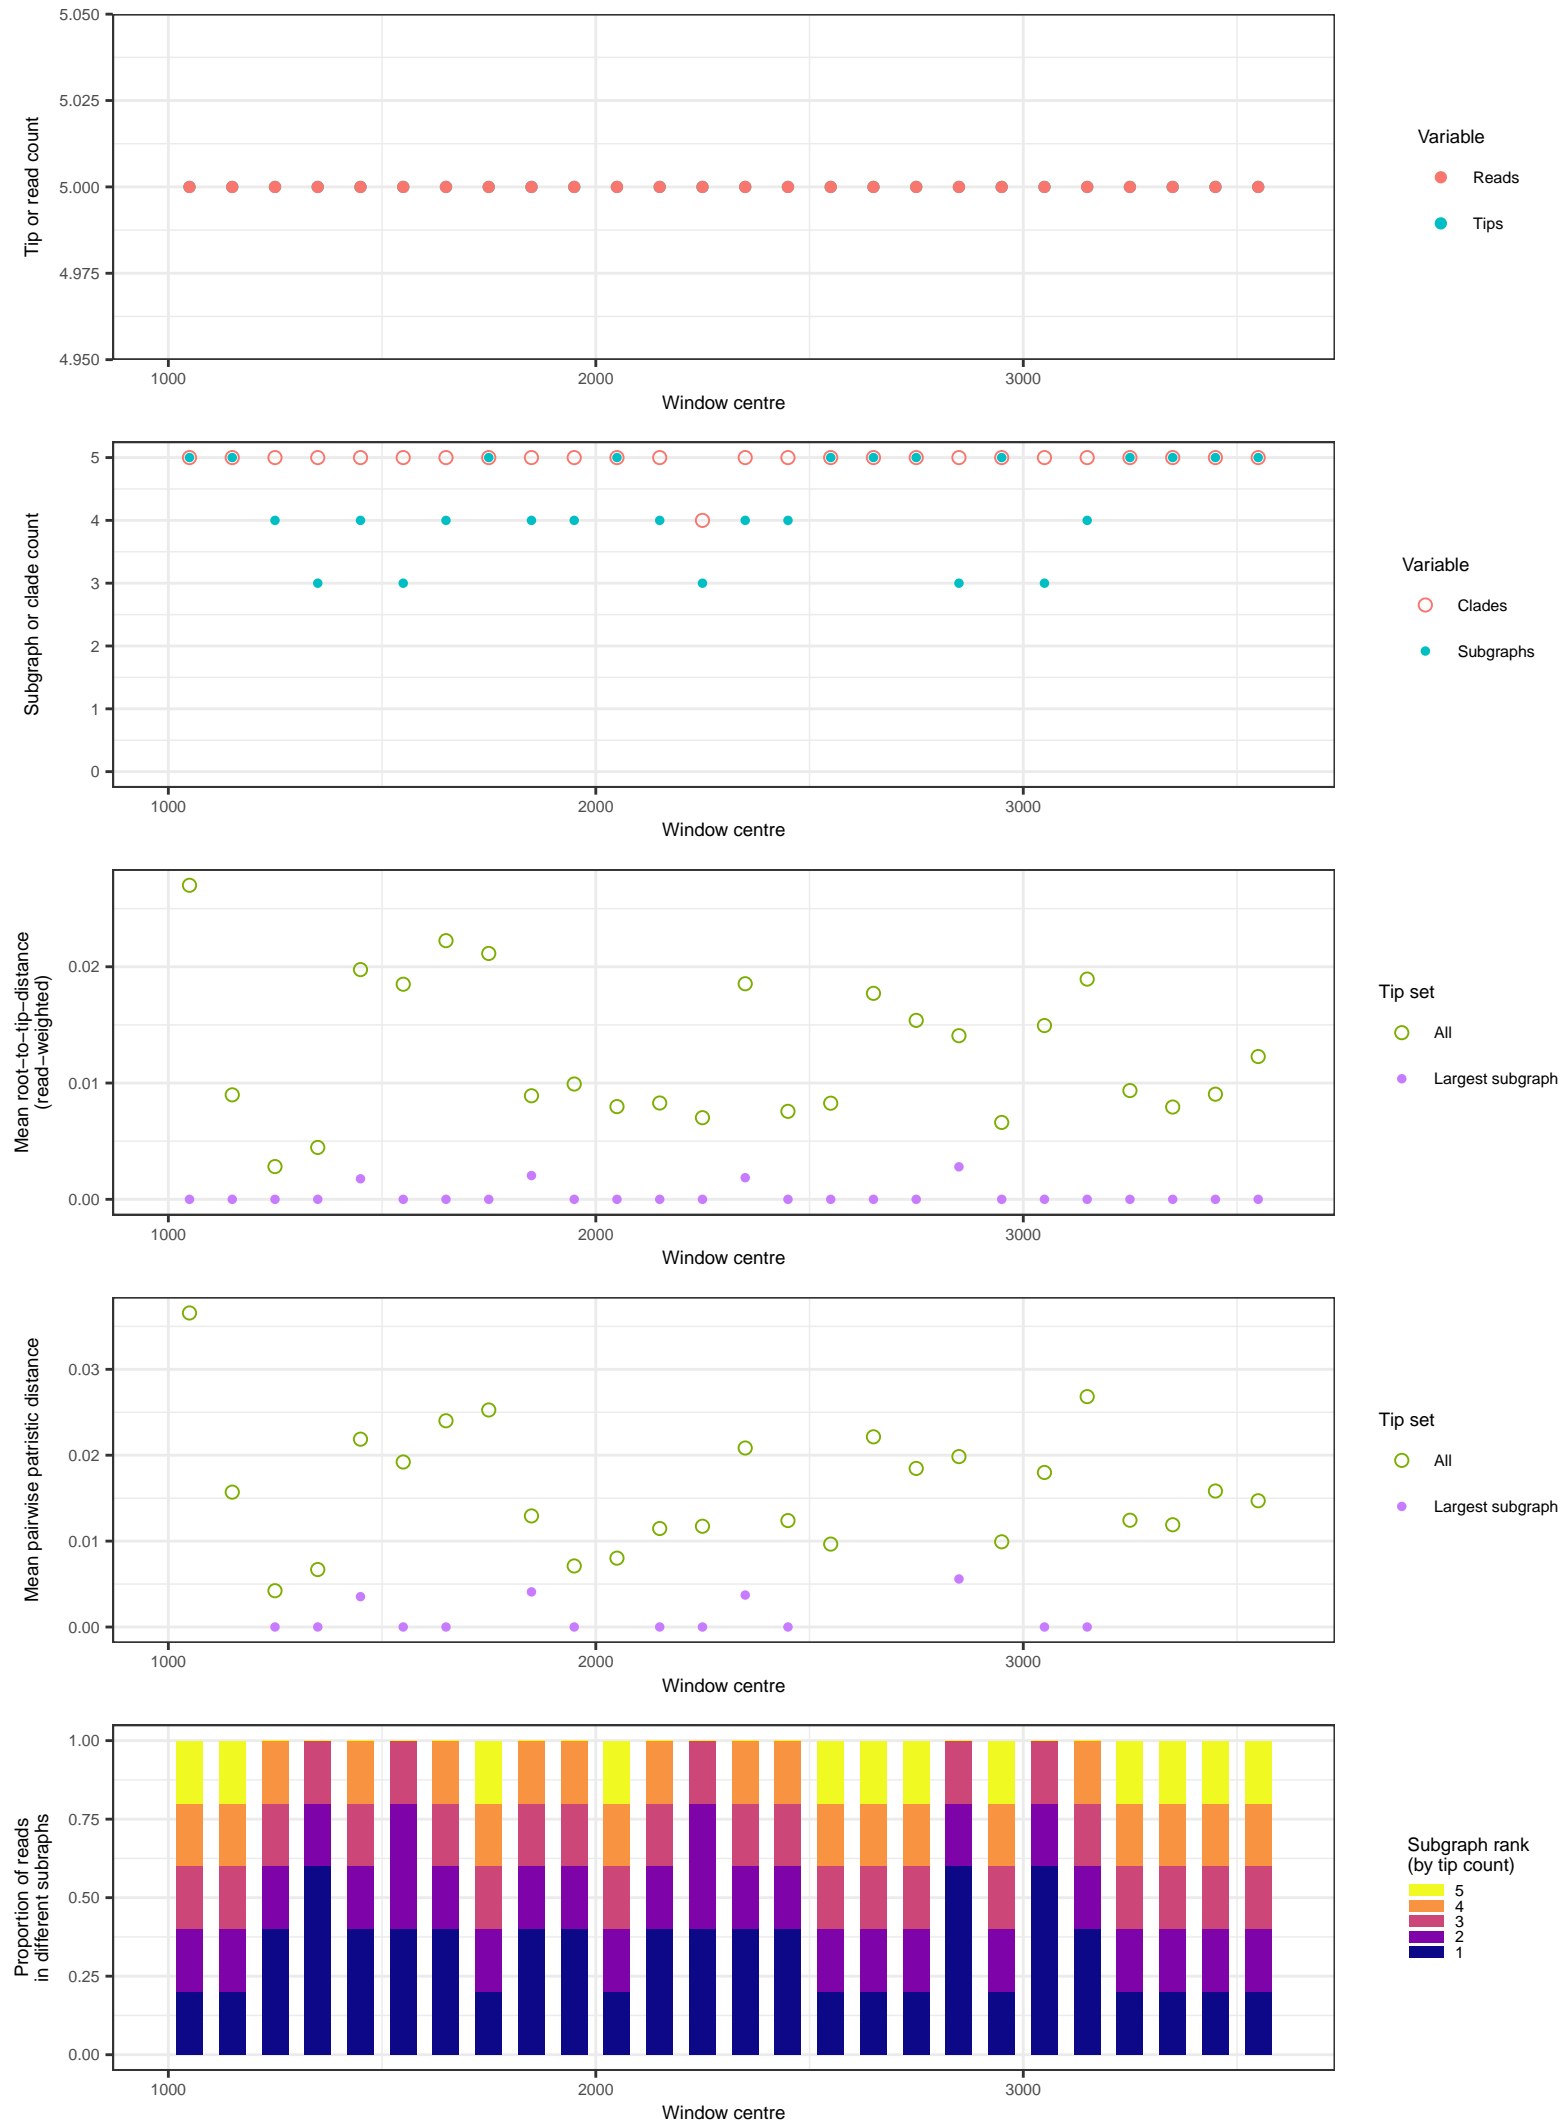 5.050
5.025
5.000
4.975
4.950
Tip or read count
1000 2000 3000
Window centre
Variable
Reads
Tips
5
4
3
2
1
0
Subgraph or clade count
1000 2000 3000
Window centre
Variable
Clades
Subgraphs
0.02
0.01
0.00
Mean root−to−tip−distance
(read−weighted)
1000 2000 3000
Window centre
Tip set
All
Largest subgraph
0.03
0.02
0.01
0.00
Mean pairwise patristic distance
1000 2000 3000
Window centre
Tip set
All
Largest subgraph
1.00
0.75
0.50
0.25
0.00
Proportion of reads
in different subraphs
1000 2000 3000
Window centre
Subgraph rank
(by tip count)
5
4
3
2
1